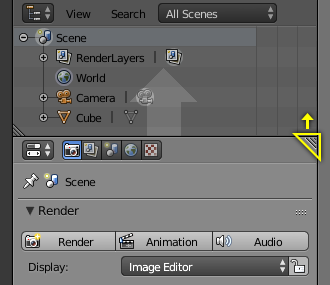 View Search All Scenes
Scene
RenderLayers
World
Camera
Cube
Scene
Render
Render Animation Audio
Display: Image Editor